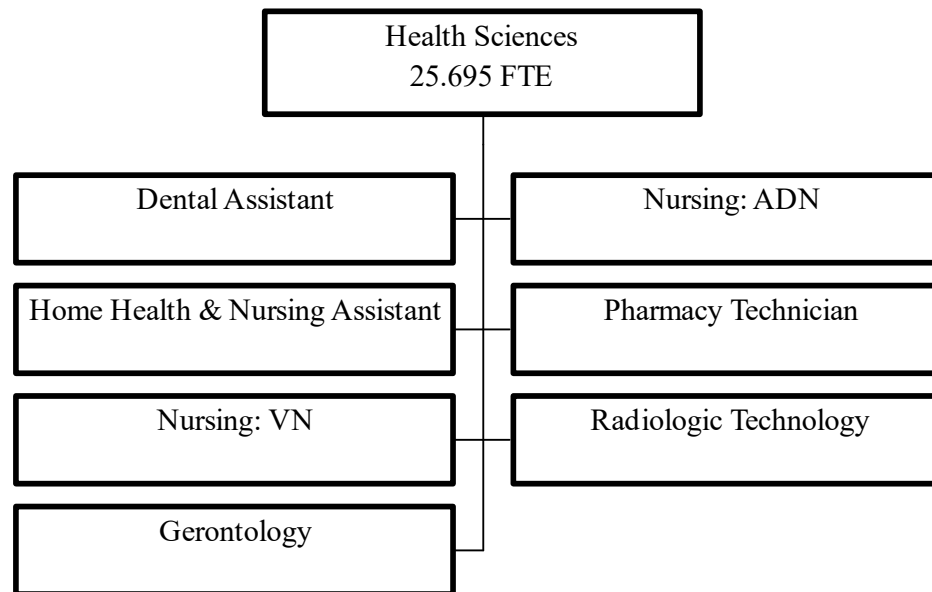 Health Sciences
25.695 FTE
Dental Assistant
Nursing: ADN
Home Health & Nursing Assistant
Pharmacy Technician
Nursing: VN
Radiologic Technology
Gerontology